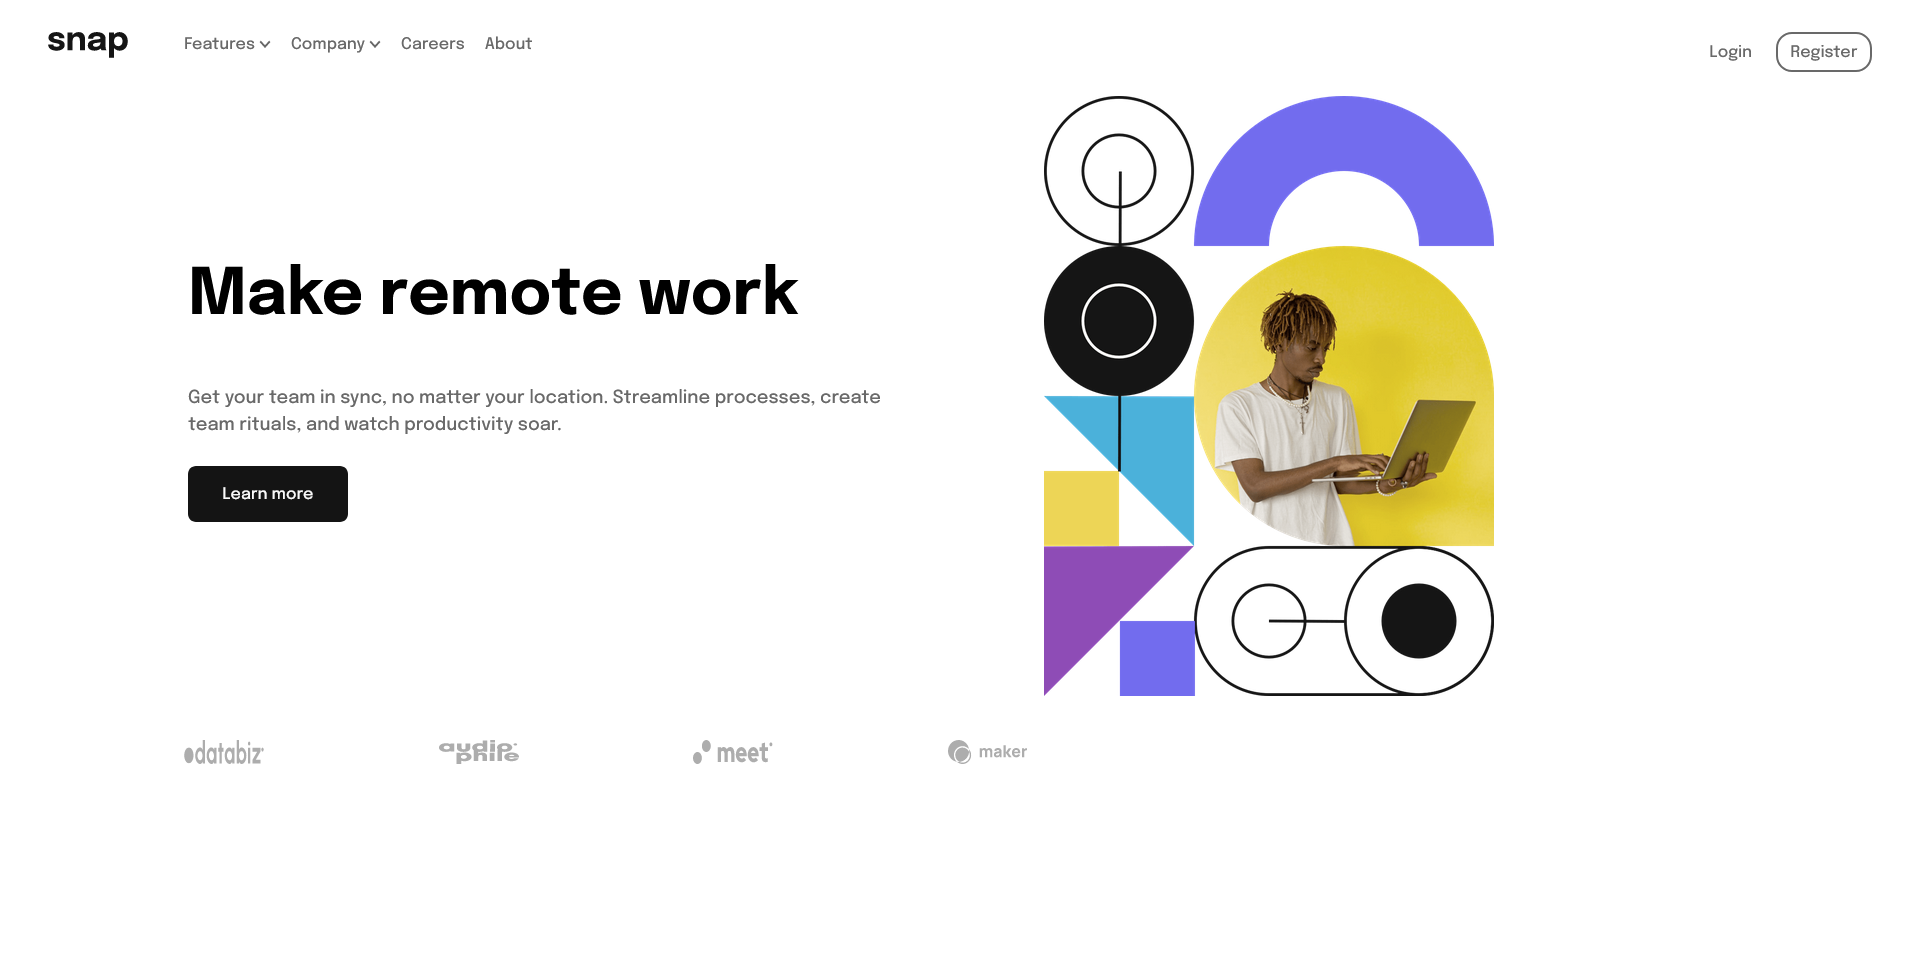 snap
Features
Company
Careers
About
Login
Register
Make remote work
Get your team in sync, no matter your location. Streamline processes, create
team rituals, and watch productivity soar.
Learn more
databiz
audiophile
meet
maker